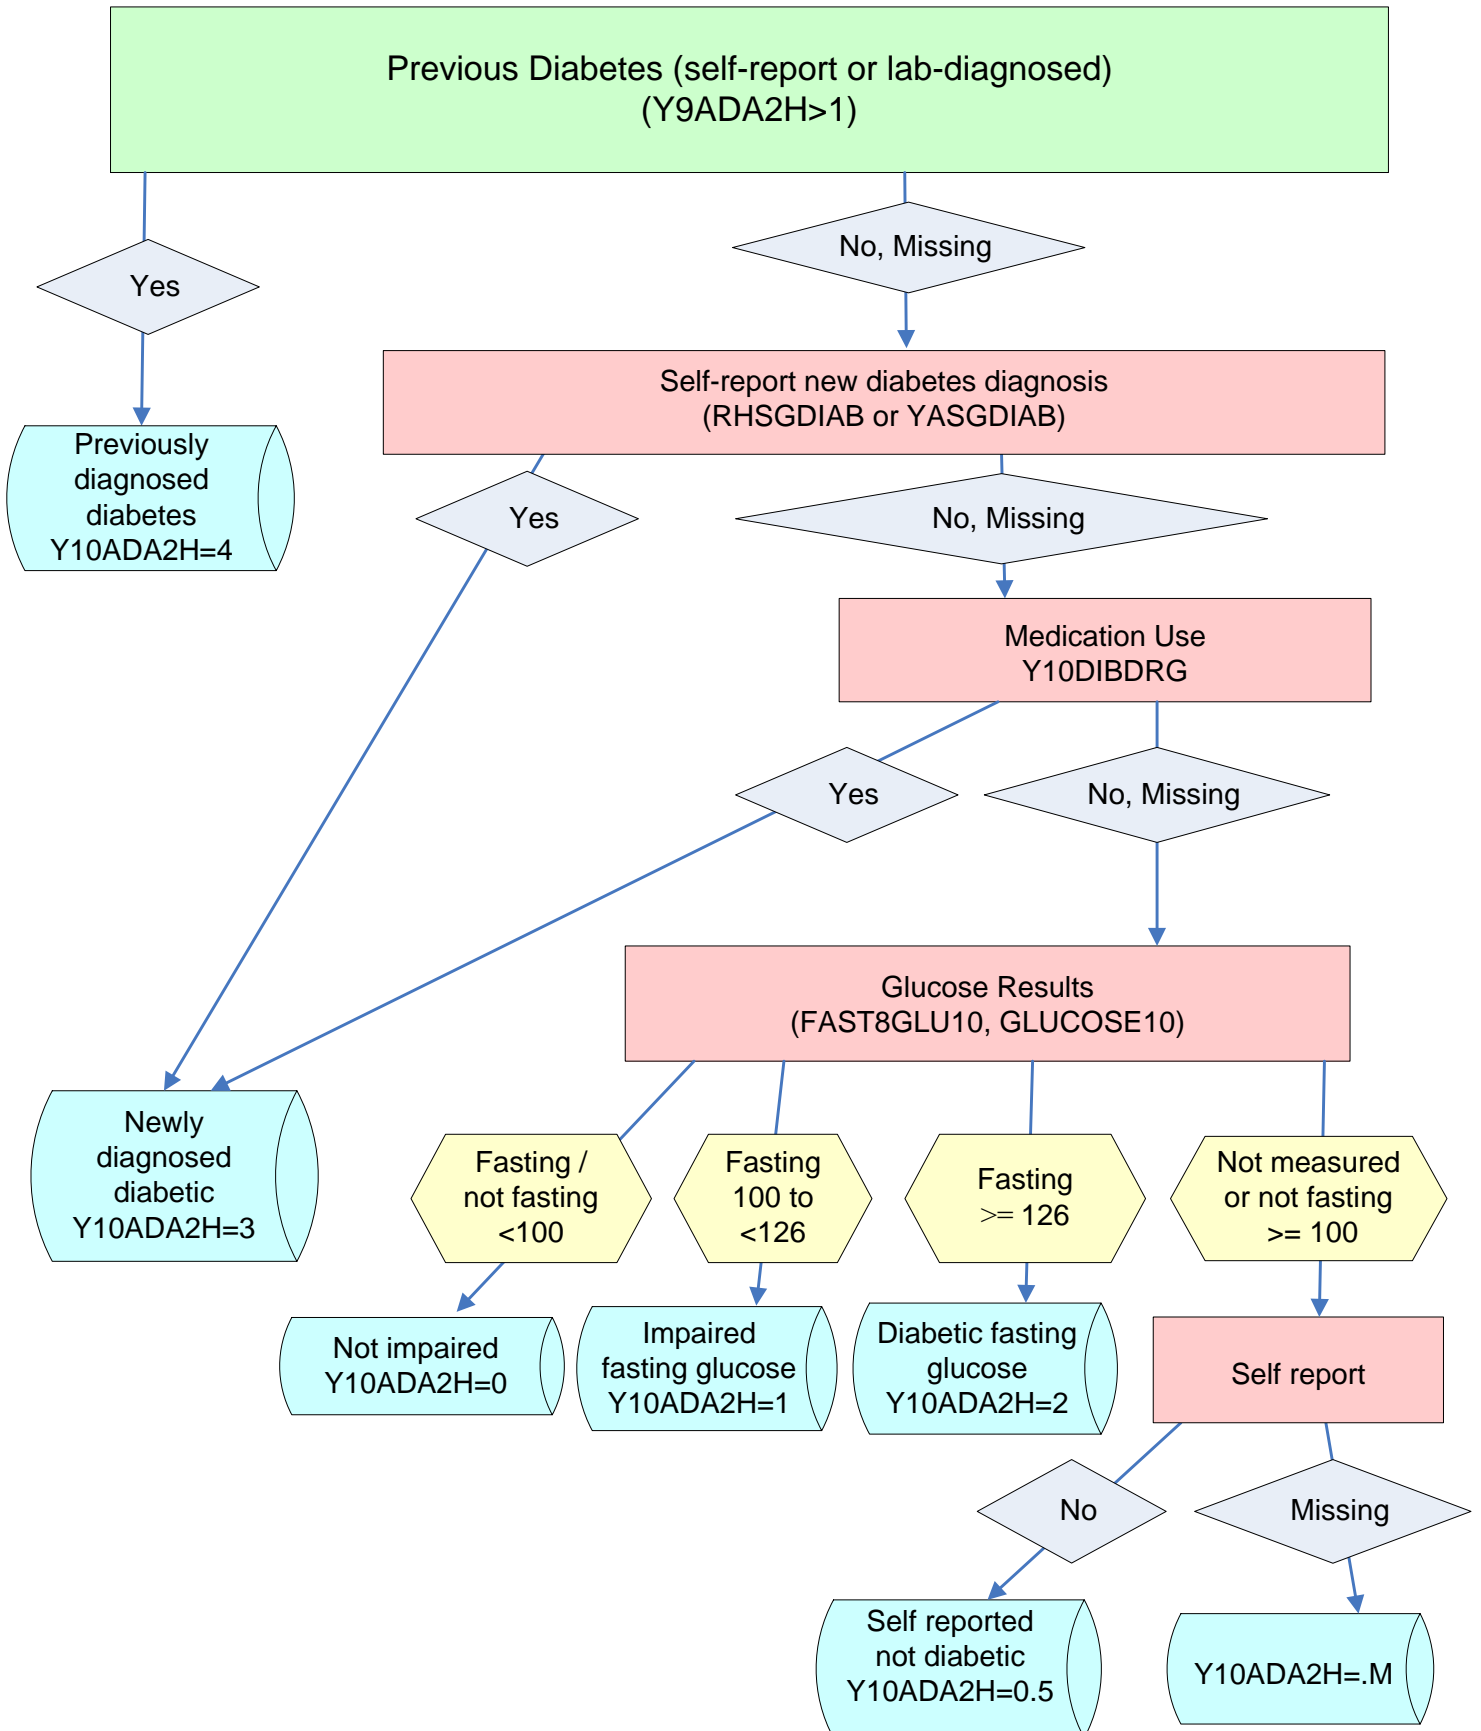 Previous Diabetes (self-report or lab-diagnosed)
(Y9ADA2H>1)
Yes
No, Missing
Previously
diagnosed
diabetes
Y10ADA2H=4
Self-report new diabetes diagnosis
(RHSGDIAB or YASGDIAB)
Yes
No, Missing
Medication Use
Y10DIBDRG
Yes
No, Missing
Glucose Results
(FAST8GLU10, GLUCOSE10)
Newly
diagnosed
diabetic
Y10ADA2H=3
Fasting /
not fasting
<100
Fasting
100 to
<126
Fasting
>= 126
Not measured
or not fasting
>= 100
Not impaired
Y10ADA2H=0
Impaired
fasting glucose
Y10ADA2H=1
Diabetic fasting
glucose
Y10ADA2H=2
Self report
No
Missing
Self reported
not diabetic
Y10ADA2H=0.5
Y10ADA2H=.M